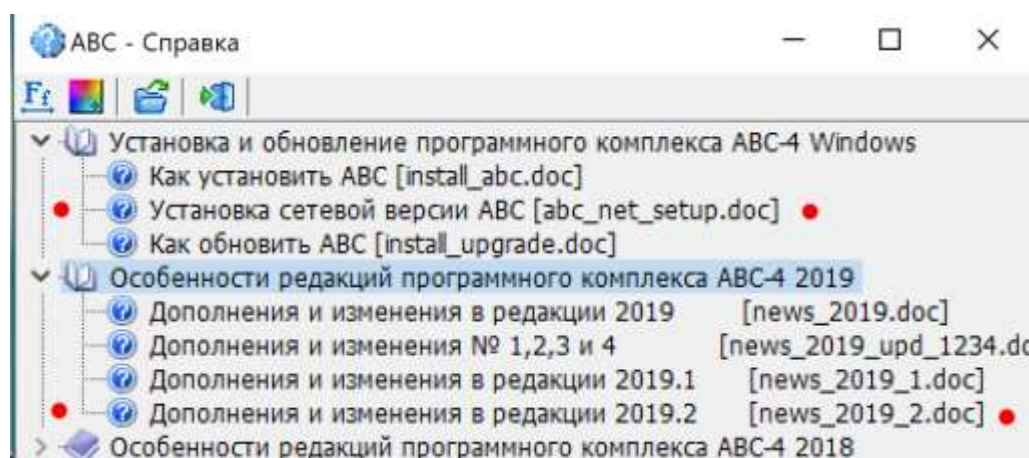 АВС - Справка
Ff
Установка и обновление программного комплекса АВС-4 Windows
Как установить АВС [install_abc.doc]
Установка сетевой версии АВС [abc_net_setup.doc]
Как обновить АВС [install_upgrade.doc]
Особенности редакций программного комплекса АВС-4 2019
Дополнения и изменения в редакции 2019 [news_2019.doc]
Дополнения и изменения № 1,2,3 и 4 [news_2019_upd_1234.do
Дополнения и изменения в редакции 2019.1 [news_2019_1.doc]
Дополнения и изменения в редакции 2019.2 [news_2019_2.doc]
Особенности редакций программного комплекса АВС-4 2018